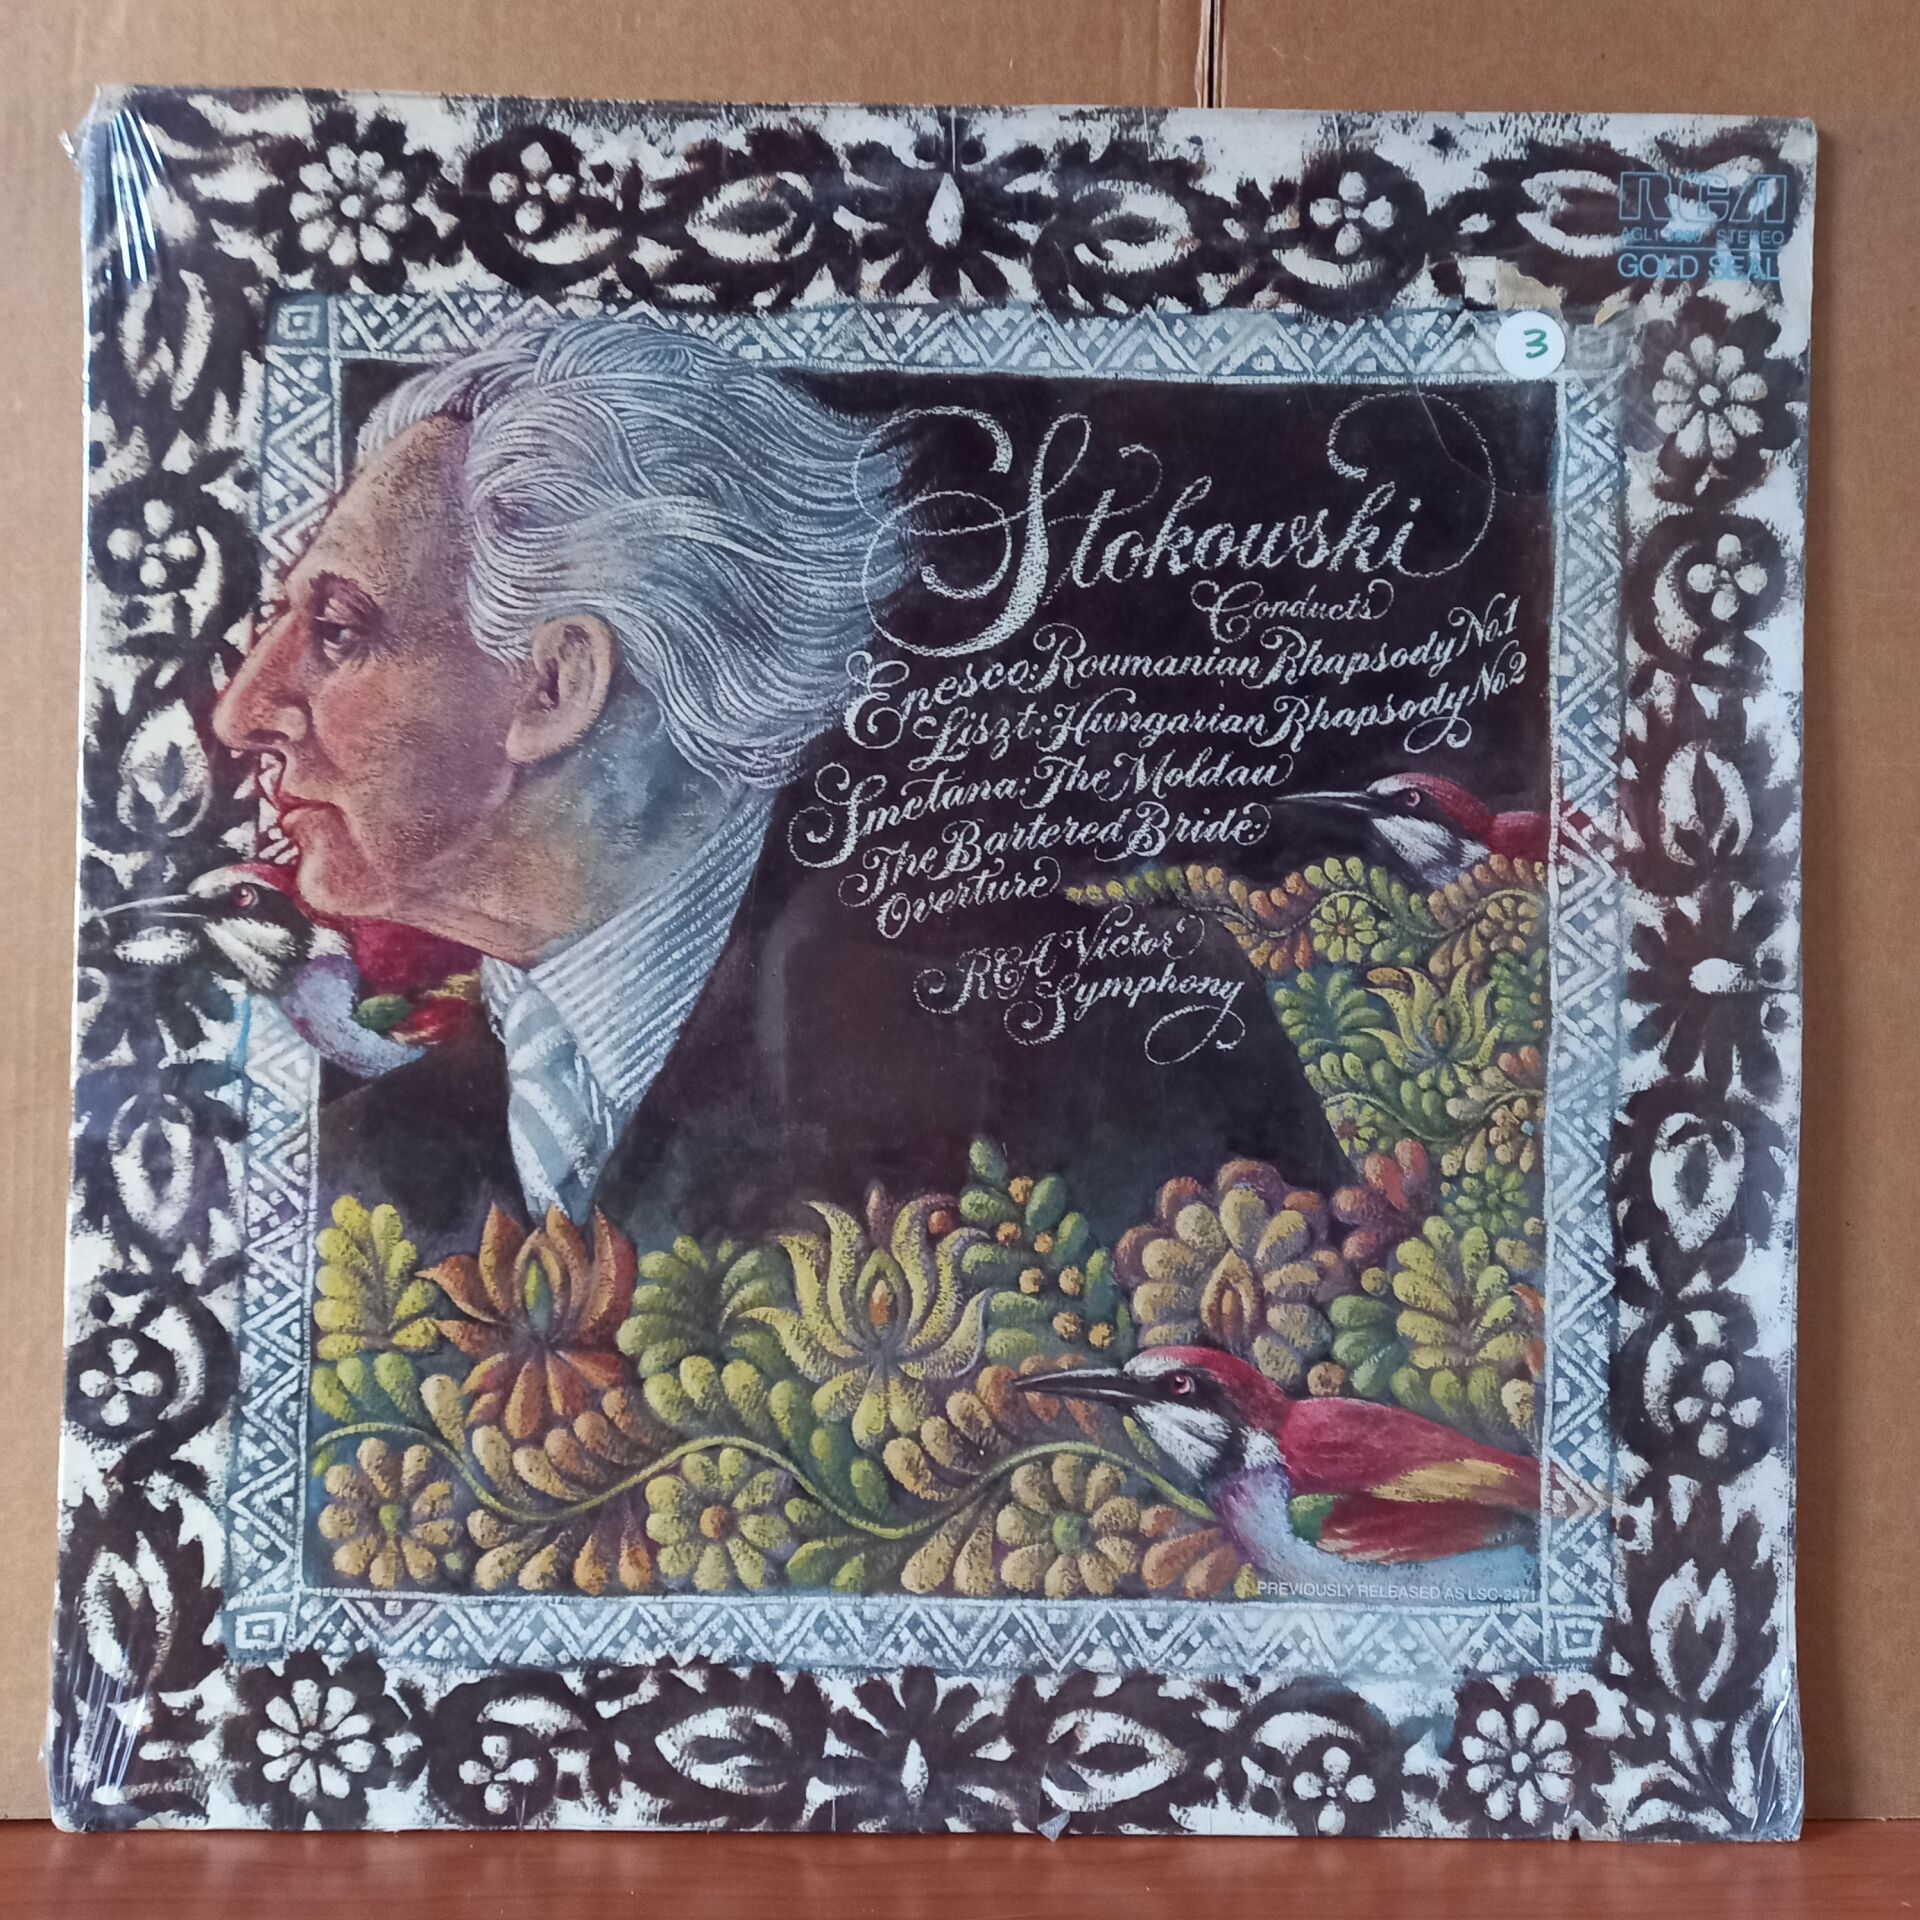 RCA
STEREO
GOLD SEAL
3
Stokowski
Conducts
Enesco: Roumanian Rhapsody No.1
Liszt: Hungarian Rhapsody No.2
Smetana: The Moldau
The Bartered Bride:
Overture
RCA Victor
Symphony
PREVIOUSLY RELEASED AS LSC-2471